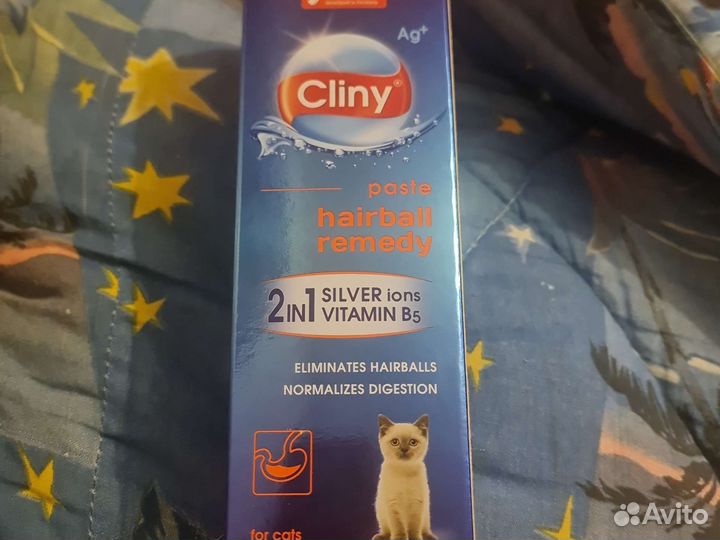 Ag+
Cliny®
paste
hairball
remedy
2IN1 SILVER ions
VITAMIN B5
ELIMINATES HAIRBALLS
NORMALIZES DIGESTION
for cats
Avito